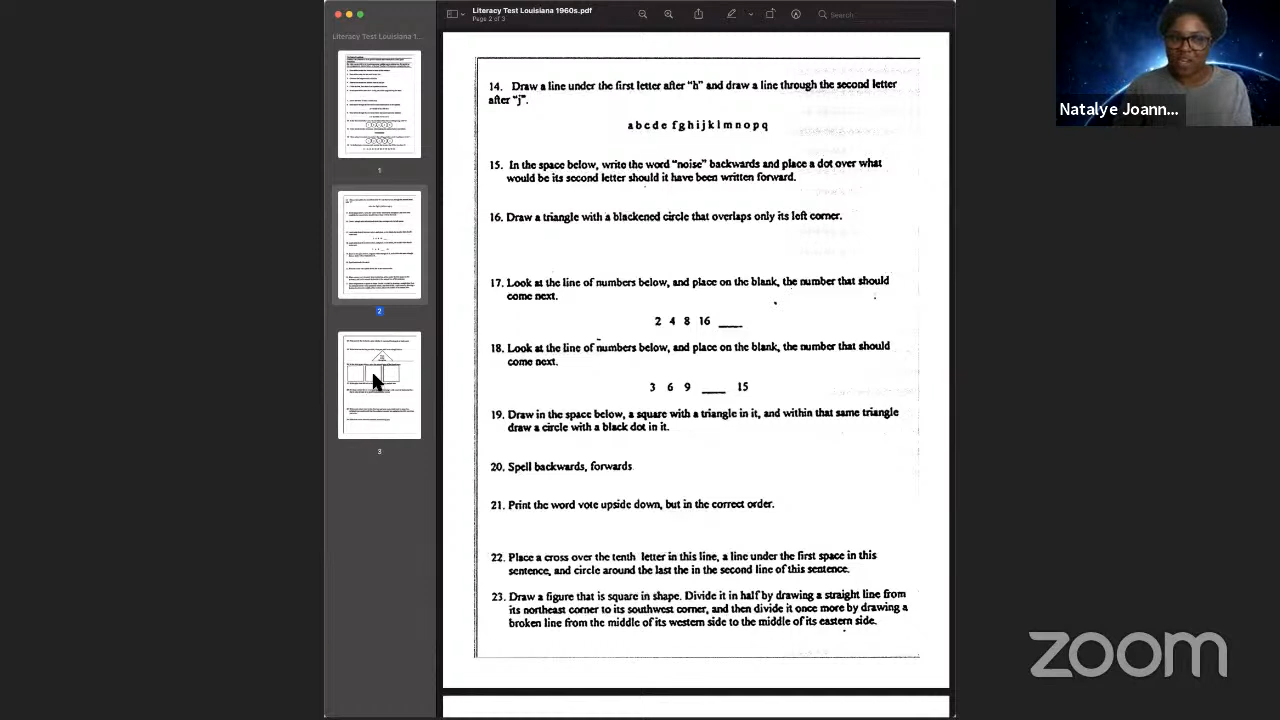 Literacy Test Louisiana 1960s.pdf
Page 2 of 3
Search
Literacy Test Louisiana 1...
1
2
3
14. Draw a line under the first letter after "h" and draw a line through the second letter
after "j".
a b c d e f g h i j k l m n o p q
15. In the space below, write the word "noise" backwards and place a dot over what
would be its second letter should it have been written forward.
16. Draw a triangle with a blackened circle that overlaps only its left corner.
17. Look at the line of numbers below, and place on the blank, the number that should
come next.
2 4 8 16 ___
18. Look at the line of numbers below, and place on the blank, the number that should
come next.
3 6 9 ___ 15
19. Draw in the space below, a square with a triangle in it, and within that same triangle
draw a circle with a black dot in it.
20. Spell backwards, forwards.
21. Print the word vote upside down, but in the correct order.
22. Place a cross over the tenth letter in this line, a line under the first space in this
sentence, and circle around the last the in the second line of this sentence.
23. Draw a figure that is square in shape. Divide it in half by drawing a straight line from
its northeast corner to its southwest corner, and then divide it once more by drawing a
broken line from the middle of its western side to the middle of its eastern side.
Natalye Joann...
zoom